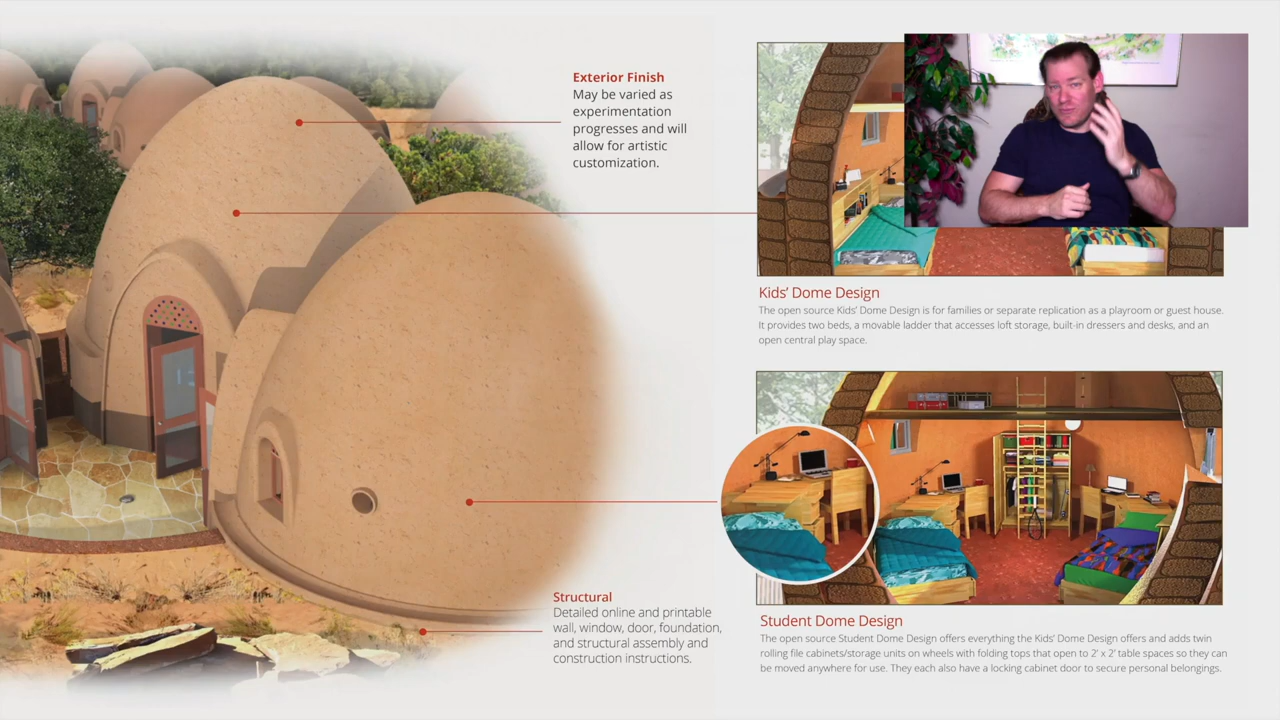 Exterior Finish
May be varied as
experimentation
progresses and will
allow for artistic
customization.
Kids’ Dome Design
The open source Kids’ Dome Design is for families or separate replication as a playroom or guest house.
It provides two beds, a movable ladder that accesses loft storage, built-in dressers and desks, and an
open central play space.
Structural
Detailed online and printable
wall, window, door, foundation,
and structural assembly and
construction instructions.
Student Dome Design
The open source Student Dome Design offers everything the Kids’ Dome Design offers and adds twin
rolling file cabinets/storage units on wheels with folding tops that open to 2’ x 2’ table spaces so they can
be moved anywhere for use. They each also have a locking cabinet door to secure personal belongings.